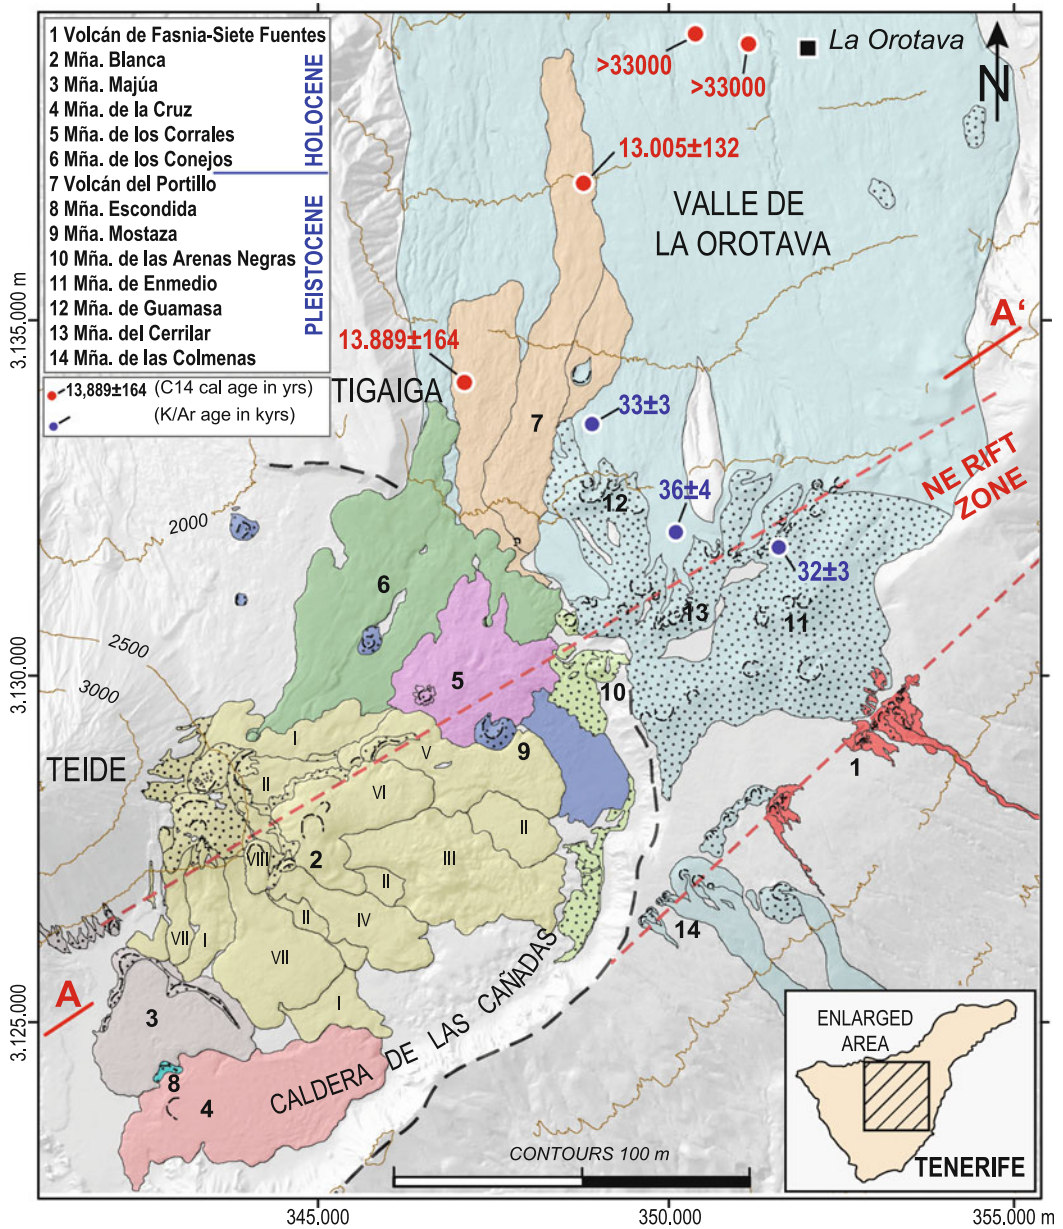 1 Volcán de Fasnia-Siete Fuentes
2 Mña. Blanca
3 Mña. Majúa
4 Mña. de la Cruz
5 Mña. de los Corrales
6 Mña. de los Conejos
7 Volcán del Portillo
8 Mña. Escondida
9 Mña. Mostaza
10 Mña. de las Arenas Negras
11 Mña. de Enmedio
12 Mña. de Guamasa
13 Mña. del Cerrilar
14 Mña. de las Colmenas
HOLOCENE
PLEISTOCENE
13,889±164 (C14 cal age in yrs)
(K/Ar age in kyrs)
La Orotava
N
>33000
>33000
13.005±132
VALLE DE
LA OROTAVA
13.889±164
TIGAIGA
A'
NE RIFT
ZONE
7
33±3
12
36±4
32±3
2000
6
13
11
2500
5
10
3000
I
V
9
TEIDE
II
VI
1
II
VIII
2
III
II
II
IV
14
VII
I
VII
A
I
3
8
4
CALDERA DE LAS CAÑADAS
ENLARGED
AREA
TENERIFE
CONTOURS 100 m
3.135.000 m
3.130.000
3.125.000
345.000
350.000
355.000 m